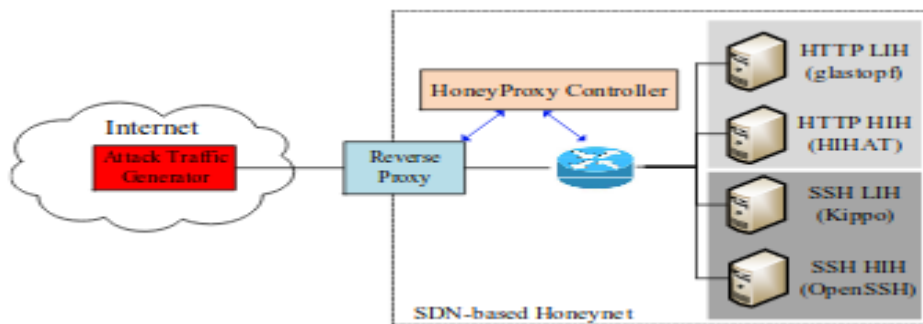 Internet
Attack Traffic
Generator
Reverse
Proxy
HoneyProxy Controller
HTTP LIH
(glastopf)
HTTP HIH
(HIHAT)
SSH LIH
(Kippo)
SSH HIH
(OpenSSH)
SDN-based Honeynet